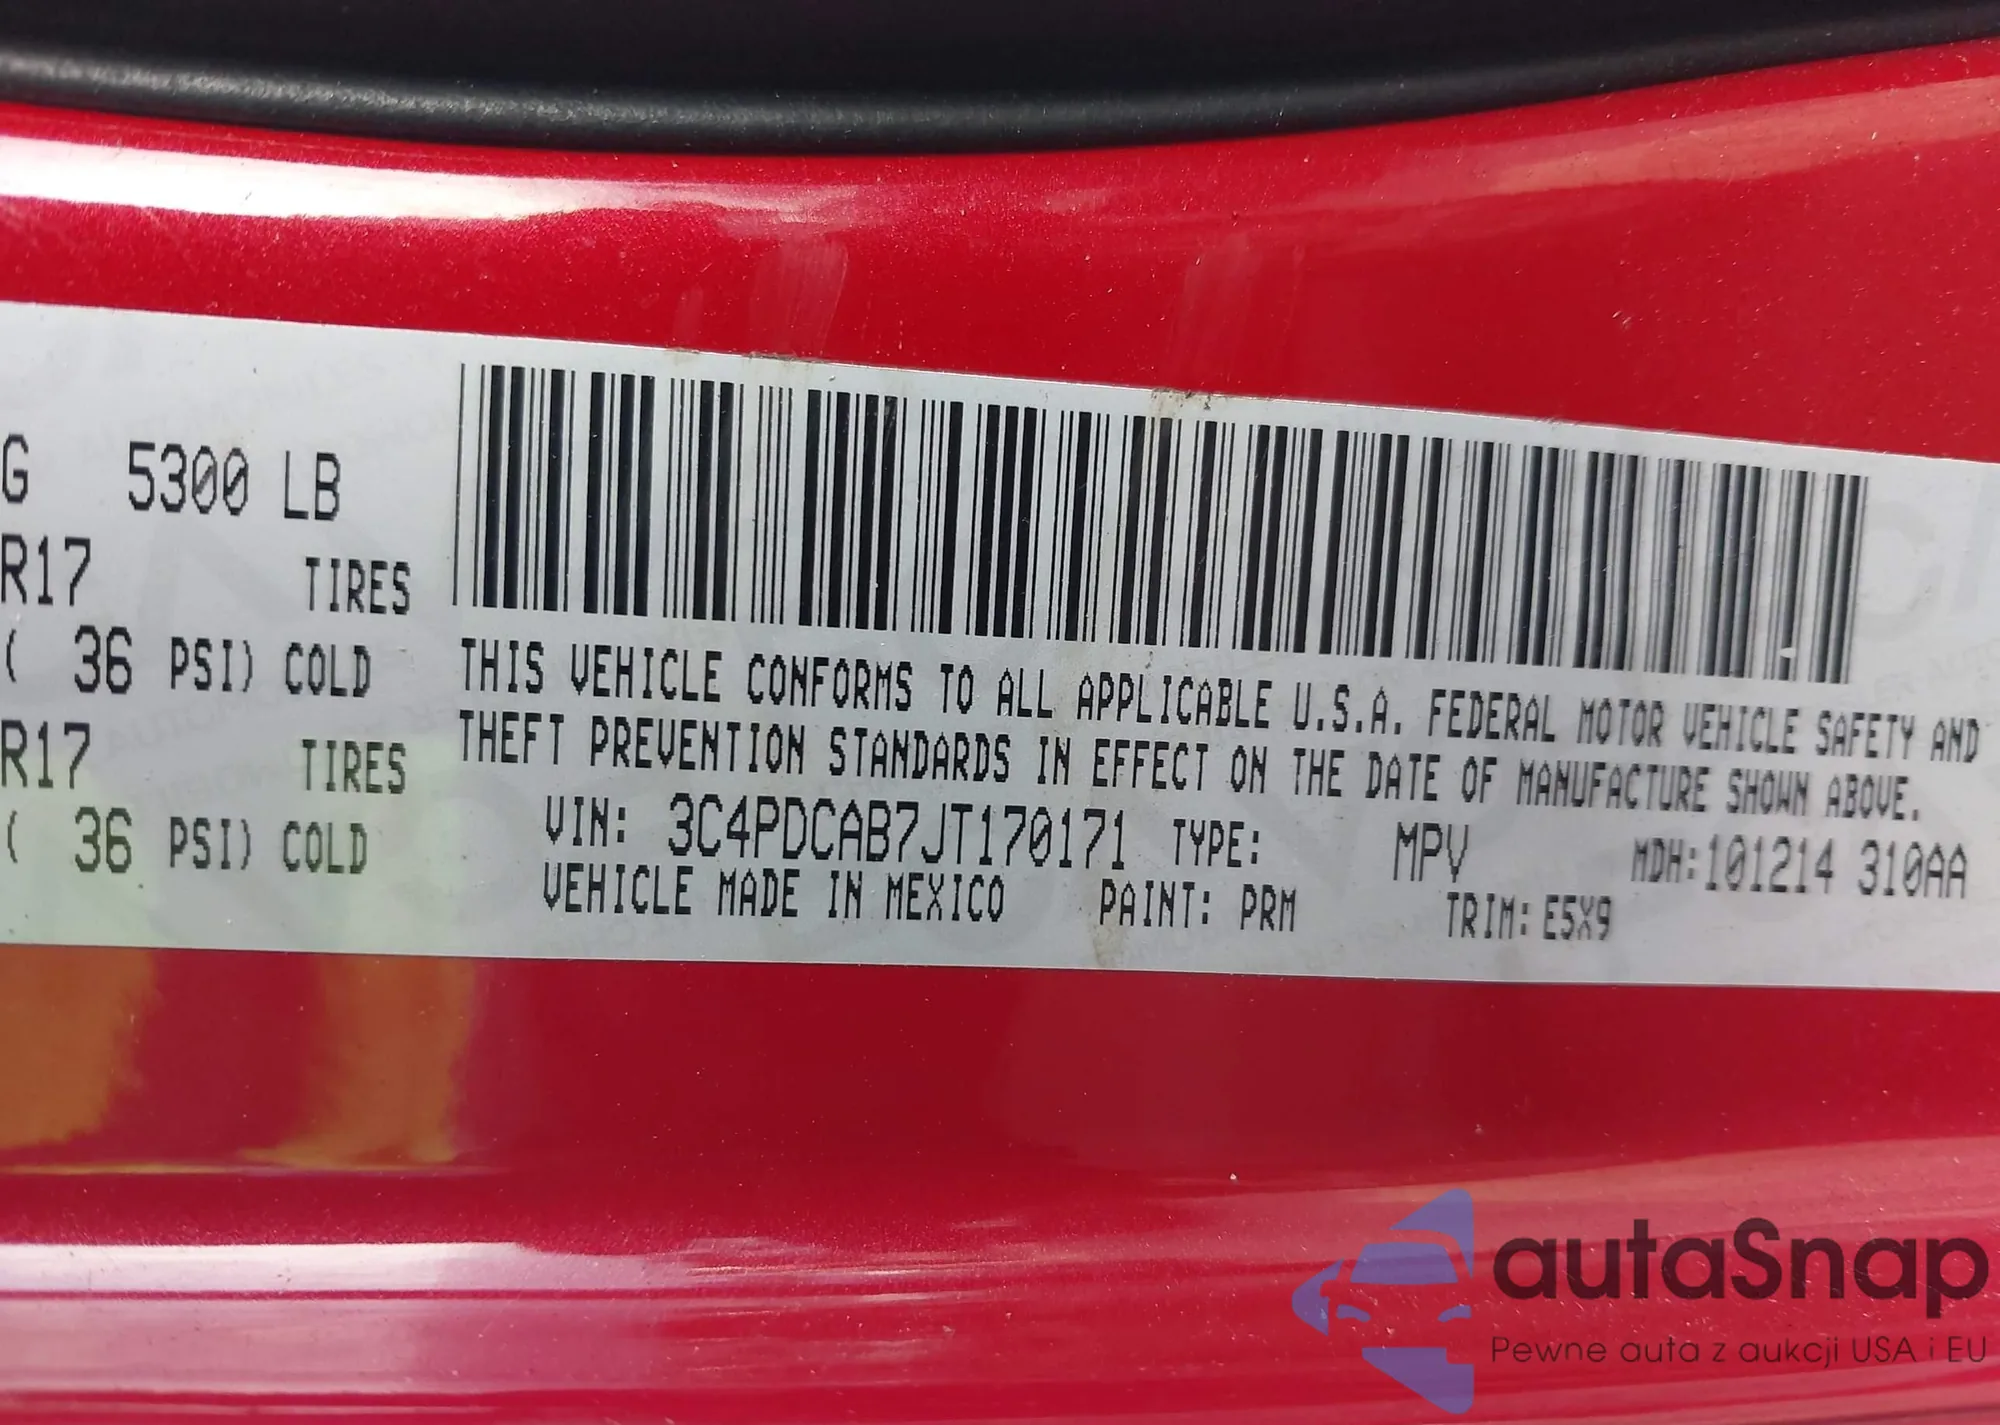 G 5300 LB
R17 TIRES
( 36 PSI) COLD
R17 TIRES
( 36 PSI) COLD
THIS VEHICLE CONFORMS TO ALL APPLICABLE U.S.A. FEDERAL MOTOR VEHICLE SAFETY AND
THEFT PREVENTION STANDARDS IN EFFECT ON THE DATE OF MANUFACTURE SHOWN ABOVE.
VIN: 3C4PDCAB7JT170171 TYPE: MPV MDH:101214 310AA
VEHICLE MADE IN MEXICO PAINT: PRM TRIM: E5X9
autaSnap
Pewne auta z aukcji USA i EU